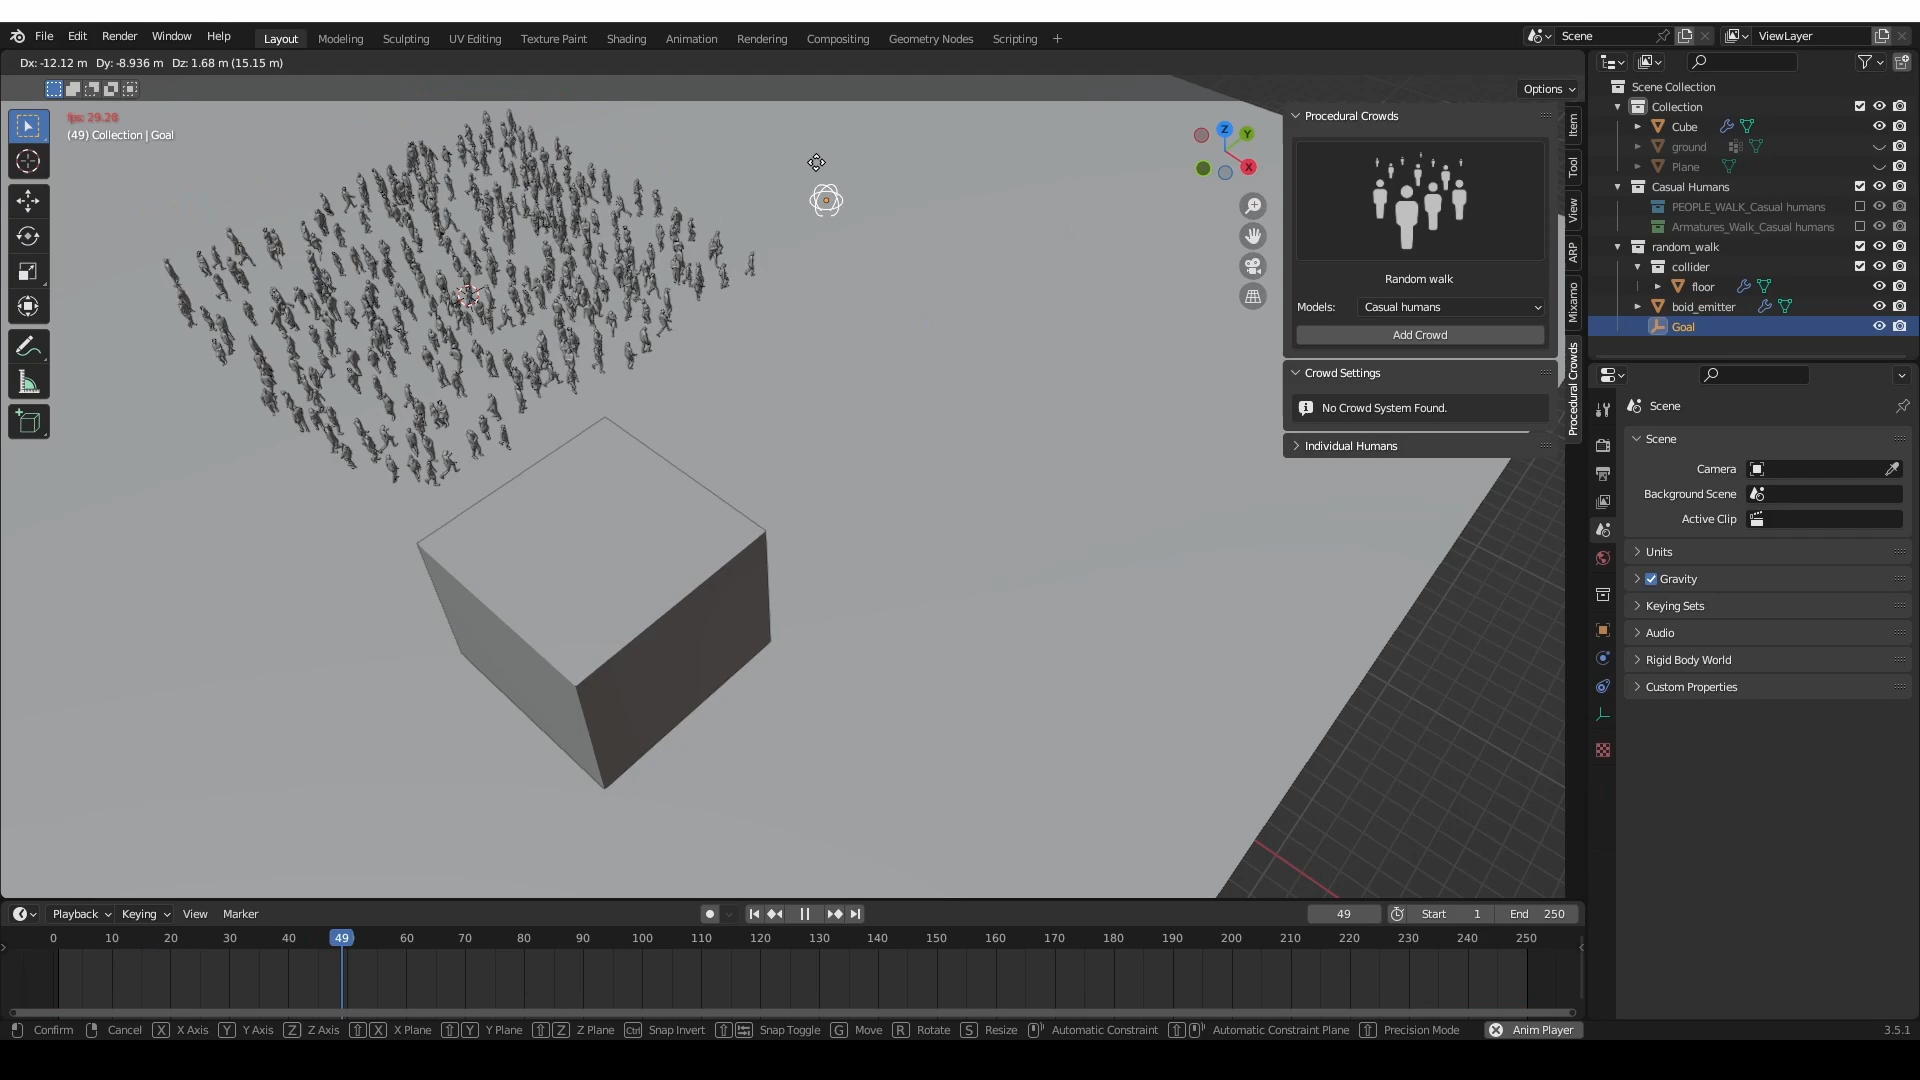 File Edit Render Window Help Layout Modeling Sculpting UV Editing Texture Paint Shading Animation Rendering Compositing Geometry Nodes Scripting + Scene ViewLayer
Dx: -12.12 m Dy: -8.936 m Dz: 1.68 m (15.15 m)
Options
fps: 29.28
(49) Collection | Goal
Z
Y
X
Procedural Crowds
Random walk
Models: Casual humans
Add Crowd
Crowd Settings
No Crowd System Found.
Individual Humans
Item
Tool
View
ARP
Mixamo
Procedural Crowds
Scene Collection
Collection
Cube
ground
Plane
Casual Humans
PEOPLE_WALK_Casual humans
Armatures_Walk_Casual humans
random_walk
collider
floor
boid_emitter
Goal
Scene
Scene
Camera
Background Scene
Active Clip
Units
Gravity
Keying Sets
Audio
Rigid Body World
Custom Properties
Playback Keying View Marker 49 Start 1 End 250
0 10 20 30 40 49 60 70 80 90 100 110 120 130 140 150 160 170 180 190 200 210 220 230 240 250
Confirm Cancel X X Axis Y Y Axis Z Z Axis X X Plane Y Y Plane Z Z Plane Ctrl Snap Invert Snap Toggle G Move R Rotate S Resize Automatic Constraint Automatic Constraint Plane Precision Mode Anim Player 3.5.1